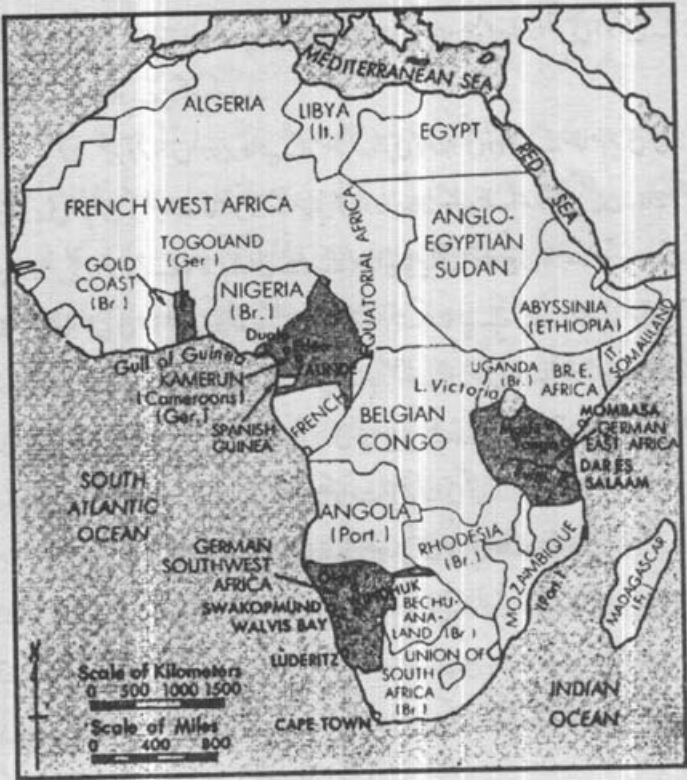 MEDITERRANEAN SEA
ALGERIA
LIBYA
(It.)
EGYPT
RED
SEA
FRENCH WEST AFRICA
TOGOLAND
(Ger.)
GOLD
COAST
(Br.)
NIGERIA
(Br.)
EQUATORIAL AFRICA
ANGLO-
EGYPTIAN
SUDAN
ABYSSINIA
(ETHIOPIA)
IT.
SOMALILAND
Gulf of Guinea
KAMERUN
(Cameroons)
(Ger.)
SPANISH
GUINEA
FRENCH
BELGIAN
CONGO
UGANDA
(Br.)
BR. E.
AFRICA
L. Victoria
MOMBASA
GERMAN
EAST AFRICA
DAR ES
SALAAM
SOUTH
ATLANTIC
OCEAN
ANGOLA
(Port.)
RHODESIA
(Br.)
MOZAMBIQUE
(Port.)
MADAGASCAR
(Fr.)
GERMAN
SOUTHWEST
AFRICA
SWAKOPMUND
WALVIS BAY
BECHU-
ANA-
LAND (Br)
LÜDERITZ
UNION OF
SOUTH
AFRICA
(Br.)
CAPE TOWN
INDIAN
OCEAN
Scale of Kilometers
0 500 1000 1500
Scale of Miles
0 400 800